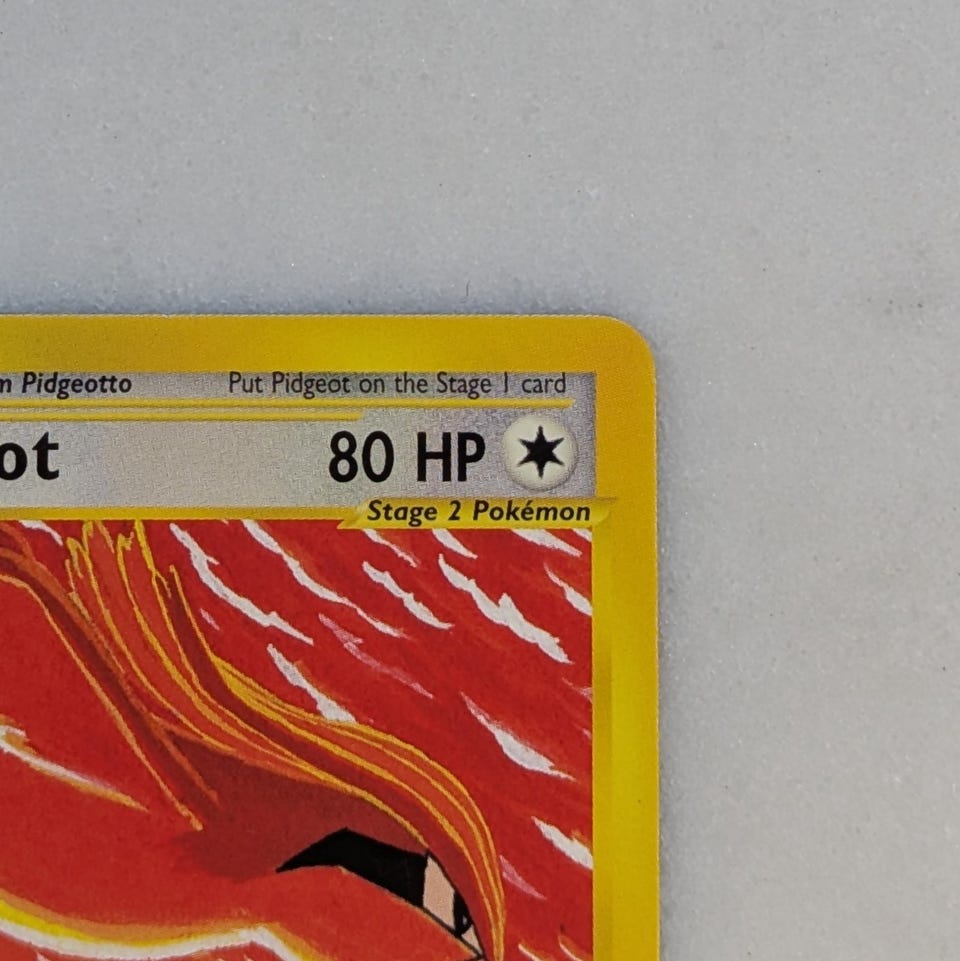 m Pidgeotto Put Pidgeot on the Stage 1 card
ot 80 HP
Stage 2 Pokémon